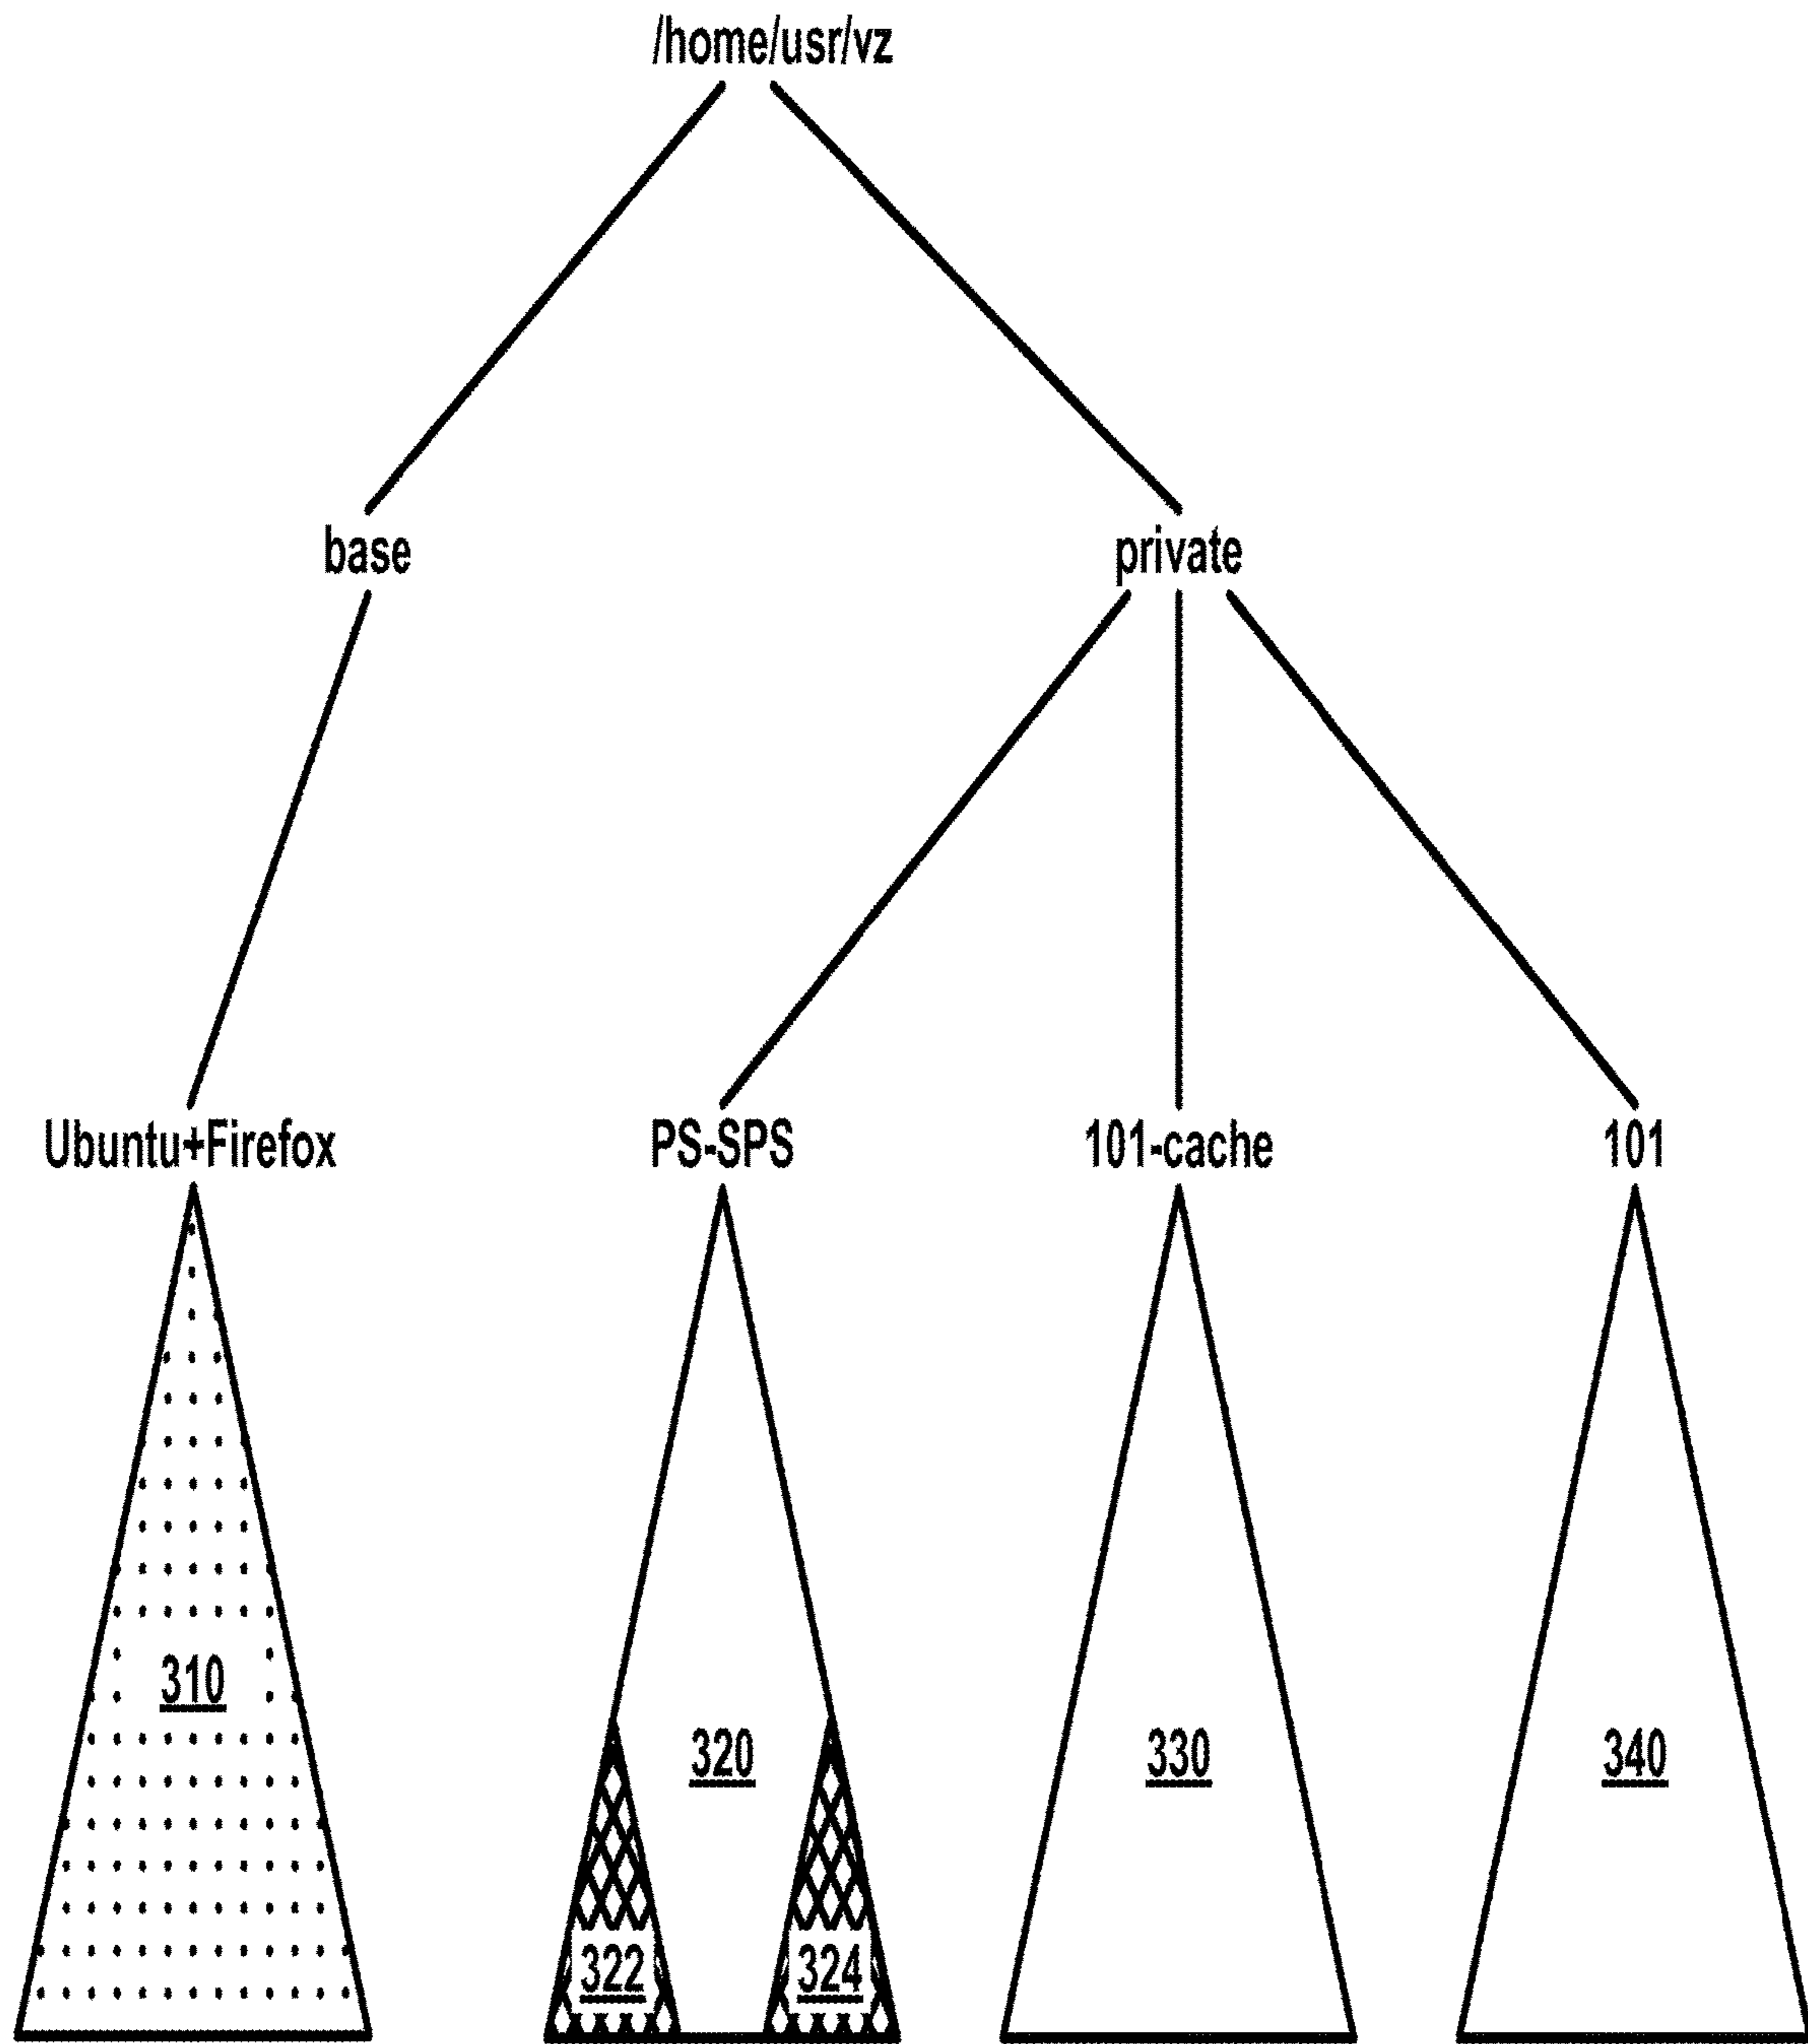 /home/usr/vz
base
private
Ubuntu+Firefox
PS-SPS
101-cache
101
310
320
330
340
322
324